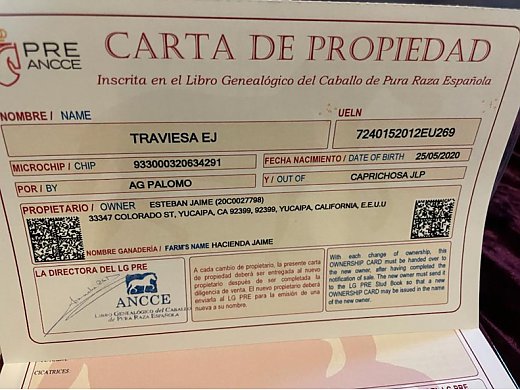 PRE
ANCCE
CARTA DE PROPIEDAD
Inscrita en el Libro Genealógico del Caballo de Pura Raza Española
NOMBRE / NAME
UELN
TRAVIESA EJ
7240152012EU269
MICROCHIP / CHIP 933000320634291
FECHA NACIMIENTO / DATE OF BIRTH 25/05/2020
POR / BY AG PALOMO
Y / OUT OF CAPRICHOSA JLP
PROPIETARIO / OWNER ESTEBAN JAIME (20C0027798)
33347 COLORADO ST, YUCAIPA, CA 92399, 92399, YUCAIPA, CALIFORNIA, E.E.U.U
NOMBRE GANADERÍA / FARM'S NAME HACIENDA JAIME
LA DIRECTORA DEL LG PRE
ANCCE
LIBRO GENEALÓGICO DEL CABALLO
DE PURA RAZA ESPAÑOLA
A cada cambio de propietario, la presente carta
de propiedad deberá ser entregada al nuevo
propietario después de ser completada la
diligencia de venta. El nuevo propietario deberá
enviarla al LG PRE para la emisión de una
nueva a su nombre.
With each change of ownership, this
OWNERSHIP CARD must be handed over to
the new owner, after having completed the
notification of sale. The new owner must send it
to the LG PRE Stud Book so that a new
OWNERSHIP CARD may be issued in the name
of the new owner.
CICATRICES.